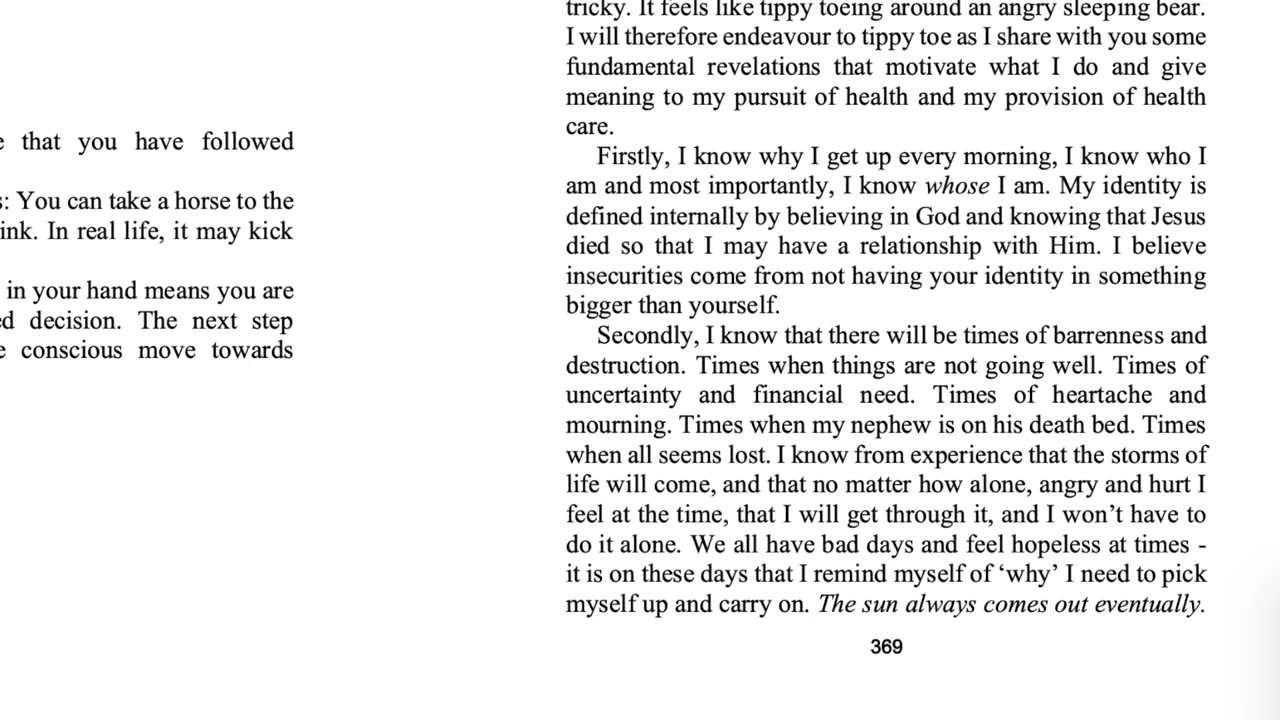 e that you have followed
s: You can take a horse to the
ink. In real life, it may kick
in your hand means you are
ed decision. The next step
e conscious move towards
tricky. It feels like tippy toeing around an angry sleeping bear.
I will therefore endeavour to tippy toe as I share with you some
fundamental revelations that motivate what I do and give
meaning to my pursuit of health and my provision of health
care.
Firstly, I know why I get up every morning, I know who I
am and most importantly, I know whose I am. My identity is
defined internally by believing in God and knowing that Jesus
died so that I may have a relationship with Him. I believe
insecurities come from not having your identity in something
bigger than yourself.
Secondly, I know that there will be times of barrenness and
destruction. Times when things are not going well. Times of
uncertainty and financial need. Times of heartache and
mourning. Times when my nephew is on his death bed. Times
when all seems lost. I know from experience that the storms of
life will come, and that no matter how alone, angry and hurt I
feel at the time, that I will get through it, and I won’t have to
do it alone. We all have bad days and feel hopeless at times -
it is on these days that I remind myself of ‘why’ I need to pick
myself up and carry on. The sun always comes out eventually.
369